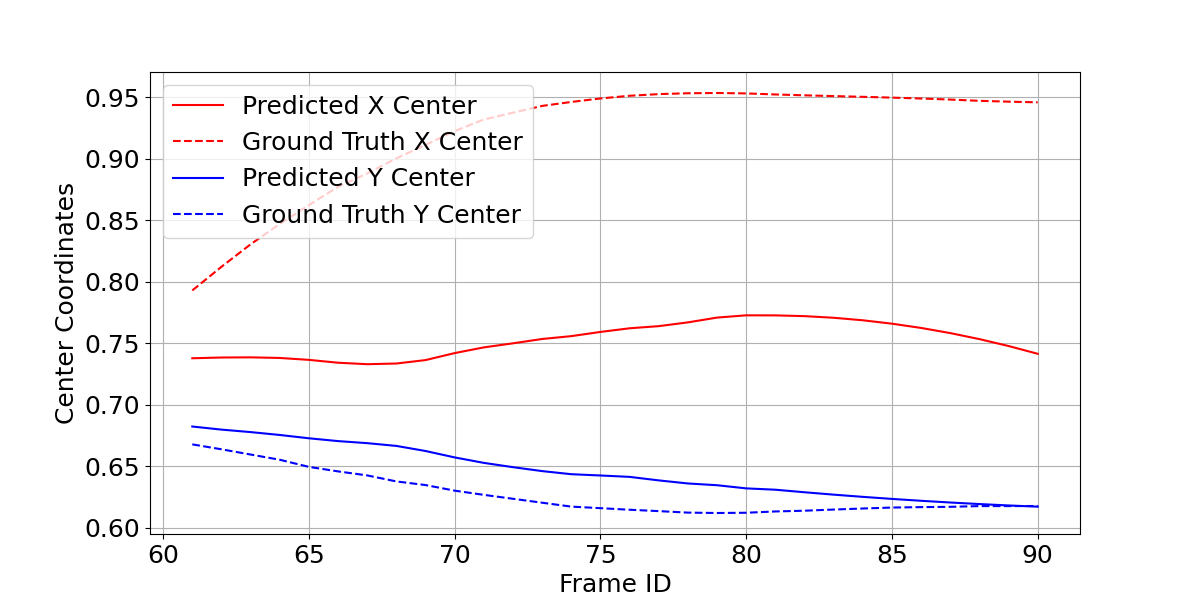 Predicted X Center
Ground Truth X Center
Predicted Y Center
Ground Truth Y Center
Center Coordinates
0.95
0.90
0.85
0.80
0.75
0.70
0.65
0.60
60 65 70 75 80 85 90
Frame ID